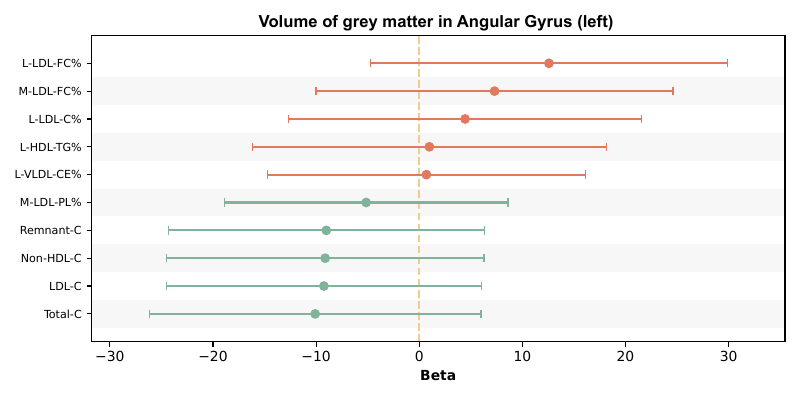 Volume of grey matter in Angular Gyrus (left)
L-LDL-FC%
M-LDL-FC%
L-LDL-C%
L-HDL-TG%
L-VLDL-CE%
M-LDL-PL%
Remnant-C
Non-HDL-C
LDL-C
Total-C
−30 −20 −10 0 10 20 30
Beta